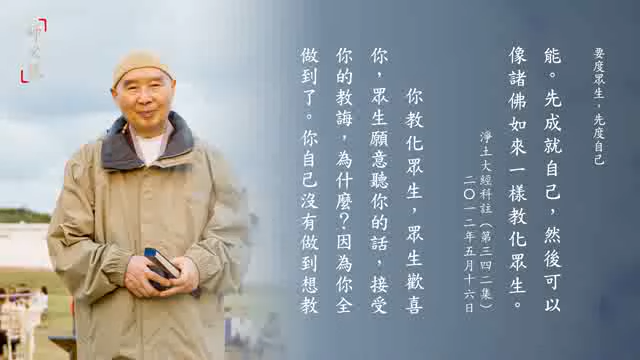 要度眾生，先度自己
能。先成就自己，然後可以
像諸佛如來一樣教化眾生。
淨土大經科註（第三四二集）
二〇一二年五月十六日
你教化眾生，眾生歡喜
你，眾生願意聽你的話，接受
你的教誨，為什麼？因為你全
做到了。你自己沒有做到想教